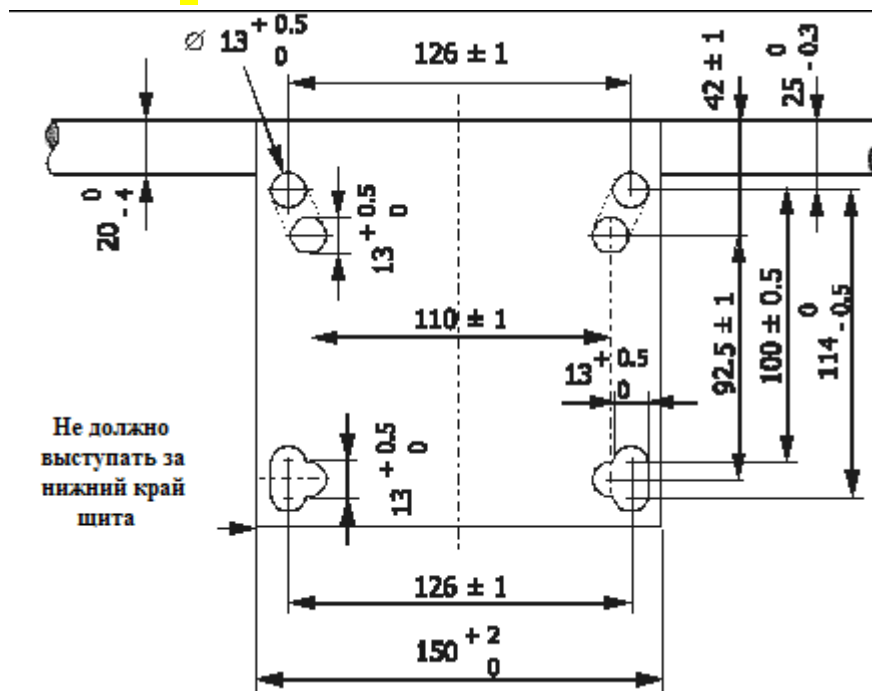 Ø 13 + 0.5 0
126 ± 1
42 ± 1
25 0 - 0.3
20 0 - 4
13 + 0.5 0
110 ± 1
13 + 0.5 0
92.5 ± 1
100 ± 0.5
114 0 - 0.5
Не должно
выступать за
нижний край
щита
13 + 0.5 0
126 ± 1
150 + 2 0